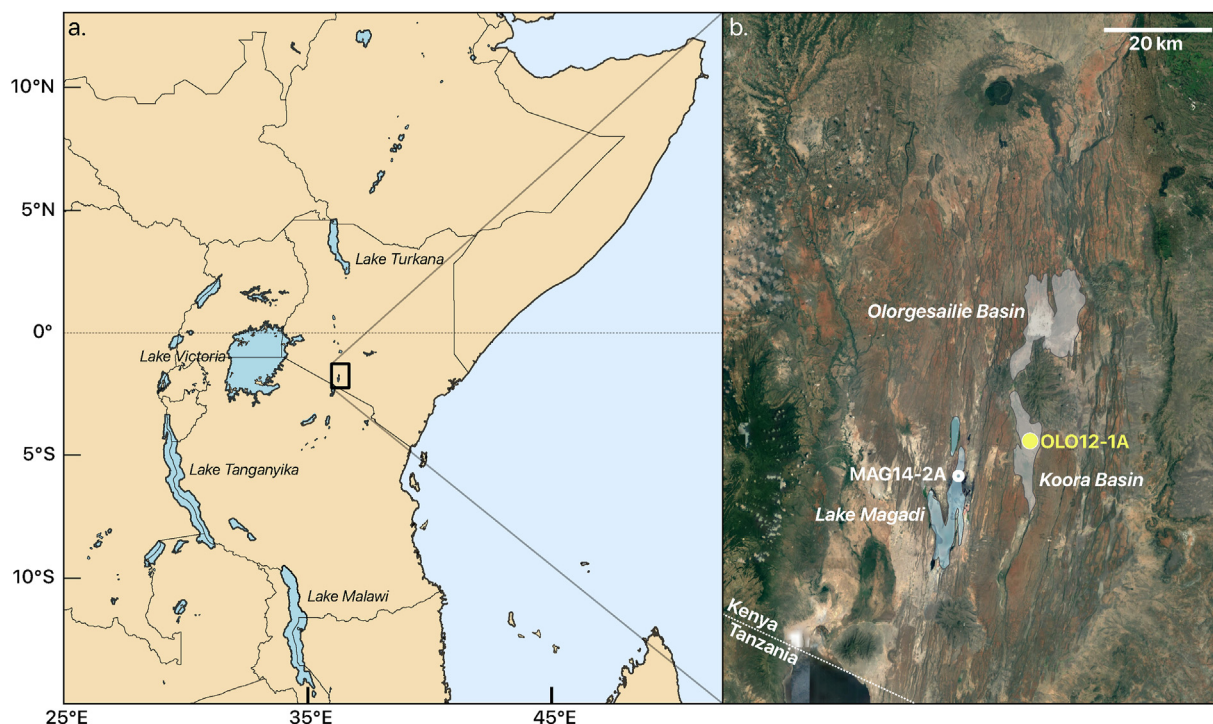 a.
10°N
5°N
0°
5°S
10°S
25°E
35°E
45°E
Lake Turkana
Lake Victoria
Lake Tanganyika
Lake Malawi
b.
20 km
Olorgesailie Basin
OLO12-1A
MAG14-2A
Koora Basin
Lake Magadi
Kenya
Tanzania